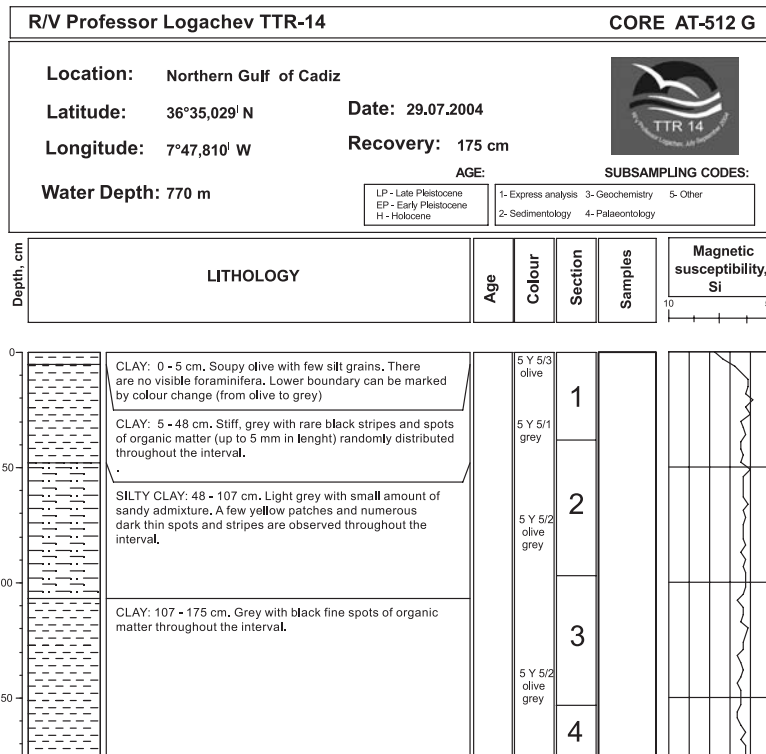 R/V Professor Logachev TTR-14
CORE AT-512 G
Location: Northern Gulf of Cadiz
Latitude: 36°35,029ꞌ N
Date: 29.07.2004
Longitude: 7°47,810ꞌ W
Recovery: 175 cm
Water Depth: 770 m
TTR 14
R/V Professor Logachev, July-September 2004
AGE:
LP - Late Pleistocene
EP - Early Pleistocene
H - Holocene
SUBSAMPLING CODES:
1- Express analysis 3- Geochemistry 5- Other
2- Sedimentology 4- Palaeontology
Depth, cm
LITHOLOGY
Age
Colour
Section
Samples
Magnetic
susceptibility,
Si
10
0
CLAY: 0 - 5 cm. Soupy olive with few silt grains. There
are no visible foraminifera. Lower boundary can be marked
by colour change (from olive to grey)
5 Y 5/3
olive
1
CLAY: 5 - 48 cm. Stiff, grey with rare black stripes and spots
of organic matter (up to 5 mm in lenght) randomly distributed
throughout the interval.
.
5 Y 5/1
grey
50
SILTY CLAY: 48 - 107 cm. Light grey with small amount of
sandy admixture. A few yellow patches and numerous
dark thin spots and stripes are observed throughout the
interval.
5 Y 5/2
olive
grey
2
00
CLAY: 107 - 175 cm. Grey with black fine spots of organic
matter throughout the interval.
3
5 Y 5/2
olive
grey
50
4